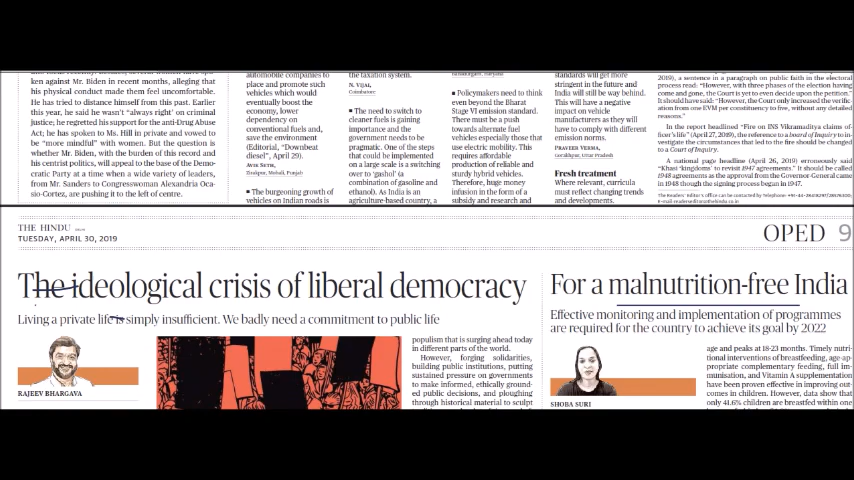 ken against Mr. Biden in recent months, alleging that
his physical conduct made them feel uncomfortable.
He has tried to distance himself from this past. Earlier
this year, he said he wasn't "always right' on criminal
justice; he regretted his support for the anti-Drug Abuse
Act; he has spoken to Ms. Hill in private and vowed to
be "more mindful" with women. But the question is
whether Mr. Biden, with the burden of this record and
his centrist politics, will appeal to the base of the Demo-
cratic Party at a time when a wide variety of leaders,
from Mr. Sanders to Congresswoman Alexandria Oca-
sio-Cortez, are pushing it to the left of centre.
automobile companies to
place and promote such
vehicles which would
eventually boost the
economy, lower
dependency on
conventional fuels and,
save the environment
(Editorial, "Downbeat
diesel", April 29).
Zirakpur, Mohali, Punjab
■ The burgeoning growth of
vehicles on Indian roads is
the taxation system.
N. VIJAI,
Coimbatore
■ The need to switch to
cleaner fuels is gaining
importance and the
government needs to be
pragmatic. One of the steps
that could be implemented
on a large scale is a switching
over to 'gashol' (a
combination of gasoline and
ethanol). As India is an
agriculture-based country, a
■ Policymakers need to think
even beyond the Bharat
Stage VI emission standard.
There must be a push
towards alternate fuel
vehicles especially those that
use electric mobility. This
requires affordable
production of reliable and
sturdy hybrid vehicles.
Therefore, huge money
infusion in the form of a
subsidy and research and
standards will get more
stringent in the future and
India will still be way behind.
This will have a negative
impact on vehicle
manufacturers as they will
have to comply with different
emission norms.
PRAVEER VERMA,
Gorakhpur, Uttar Pradesh
Fresh treatment
Where relevant, curricula
must reflect changing trends
and developments.
2019), a sentence in a paragraph on public faith in the electoral
process read: "However, with three phases of the election having
come and gone, the Court is yet to even decide upon the petition."
It should have said: "However, the Court only increased the verific-
ation from one EVM per constituency to five, without any detailed
reasons."
In the report headlined "Fire on INS Vikramaditya claims of-
ficer's life" (April 27, 2019), the reference to a board of inquiry to in-
vestigate the circumstances that led to the fire should be changed
to a Court of Inquiry.
A national page headline (April 26, 2019) erroneously said
"Khasi 'kingdoms' to revisit 1947 agreements." It should be called
1948 agreements as the approval from the Governor-General came
in 1948 though the signing process began in 1947.
THE HINDU
TUESDAY, APRIL 30, 2019
OPED 9
The ideological crisis of liberal democracy
Living a private life is simply insufficient. We badly need a commitment to public life
RAJEEV BHARGAVA
populism that is surging ahead today
in different parts of the world.
However, forging solidarities,
building public institutions, putting
sustained pressure on governments
to make informed, ethically ground-
ed public decisions, and ploughing
through historical material to sculpt
For a malnutrition-free India
Effective monitoring and implementation of programmes
are required for the country to achieve its goal by 2022
SHOBA SURI
age and peaks at 18-23 months. Timely nutri-
tional interventions of breastfeeding, age-ap-
propriate complementary feeding, full im-
munisation, and Vitamin A supplementation
have been proven effective in improving out-
comes in children. However, data show that
only 41.6% children are breastfed within one